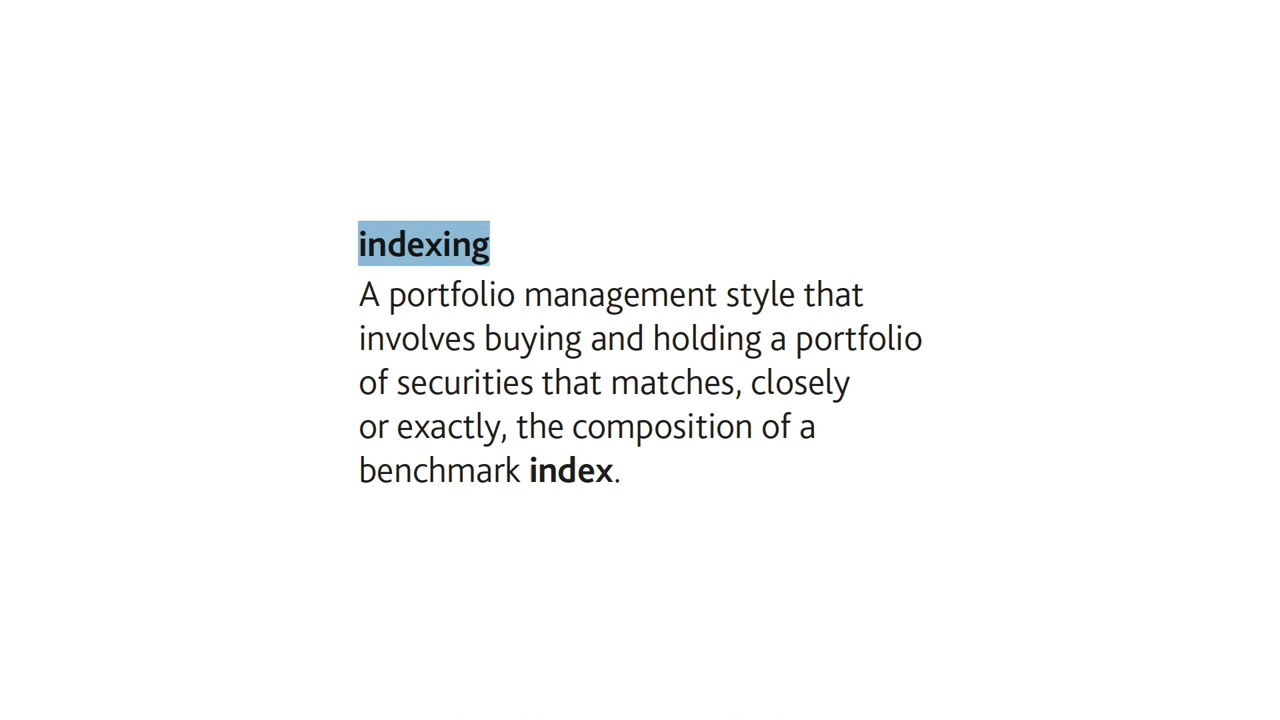 indexing
A portfolio management style that
involves buying and holding a portfolio
of securities that matches, closely
or exactly, the composition of a
benchmark index.